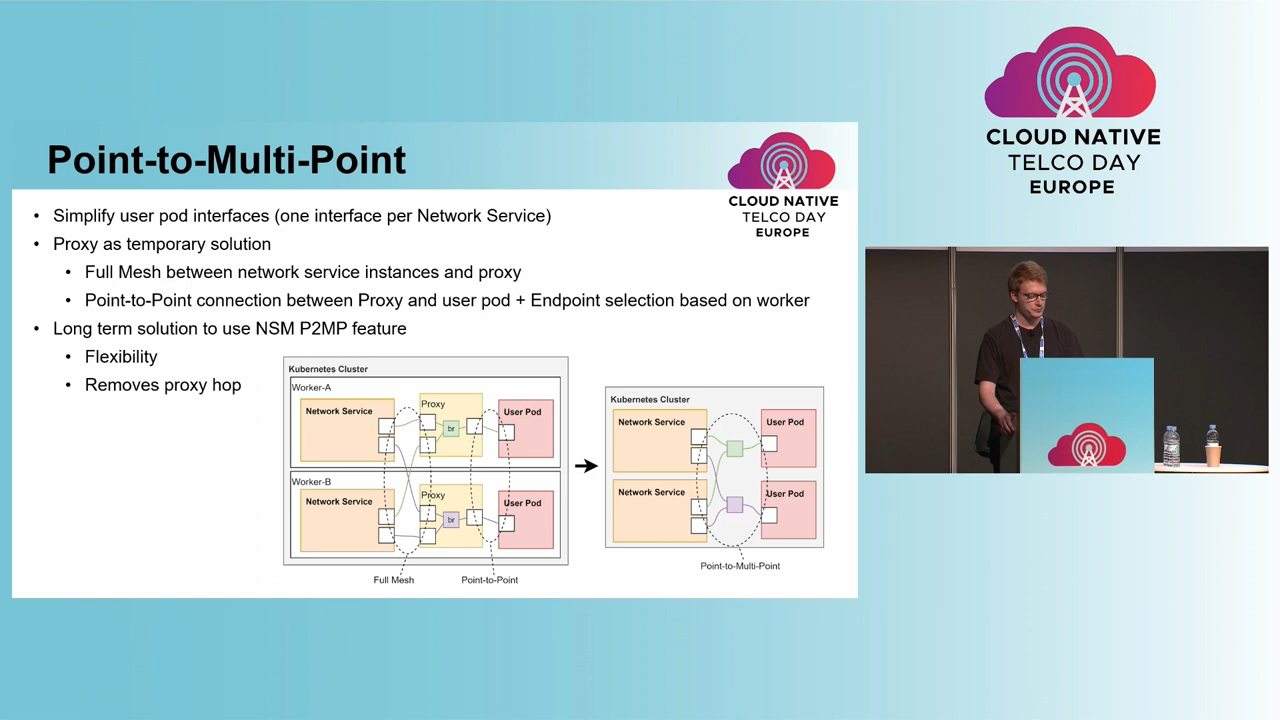 Point-to-Multi-Point
CLOUD NATIVE
TELCO DAY
EUROPE
• Simplify user pod interfaces (one interface per Network Service)
• Proxy as temporary solution
• Full Mesh between network service instances and proxy
• Point-to-Point connection between Proxy and user pod + Endpoint selection based on worker
• Long term solution to use NSM P2MP feature
• Flexibility
• Removes proxy hop
Kubernetes Cluster
Worker-A
Network Service
Proxy
br
User Pod
Worker-B
Network Service
Proxy
br
User Pod
Full Mesh
Point-to-Point
Kubernetes Cluster
Network Service
User Pod
Network Service
User Pod
Point-to-Multi-Point
CLOUD NATIVE
TELCO DAY
EUROPE